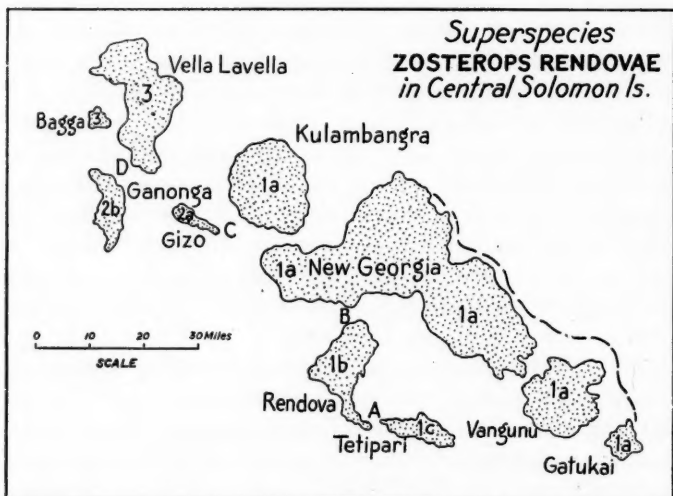 Superspecies
ZOSTEROPS RENDOVAE
in Central Solomon Is.
Vella Lavella
3
Bagga
3
D
Ganonga
2b
2a
Gizo
C
Kulambangra
1a
1a
New Georgia
1a
B
1b
Rendova
A
1c
Tetipari
1a
Vangunu
1a
Gatukai
0 10 20 30 Miles
SCALE